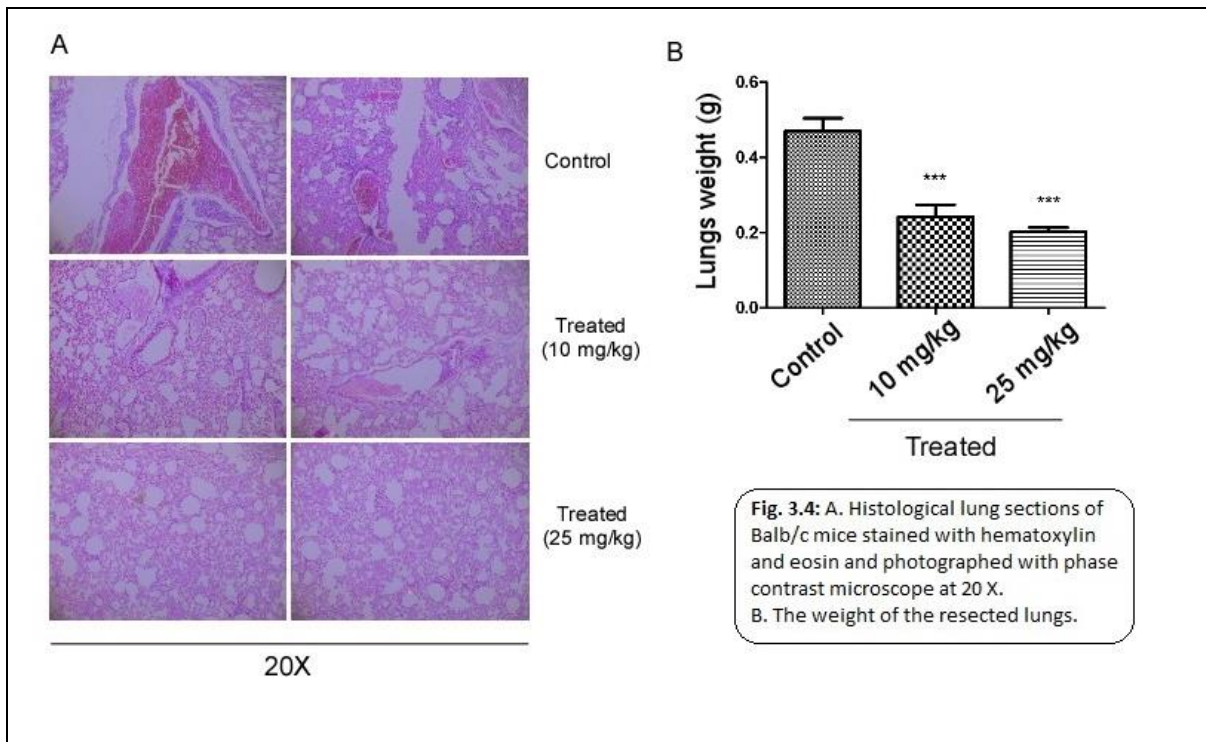 A
Control
Treated
(10 mg/kg)
Treated
(25 mg/kg)
20X
B
Lungs weight (g)
0.6
0.4
0.2
0.0
***
***
Control
10 mg/kg
25 mg/kg
Treated
Fig. 3.4: A. Histological lung sections of
Balb/c mice stained with hematoxylin
and eosin and photographed with phase
contrast microscope at 20 X.
B. The weight of the resected lungs.